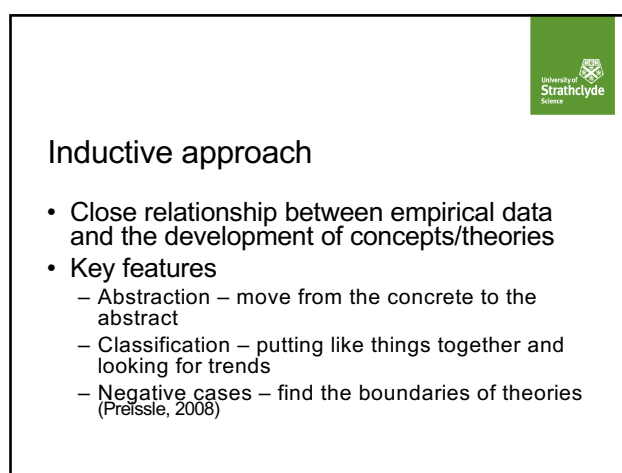 University of
Strathclyde
Science
Inductive approach
• Close relationship between empirical data
and the development of concepts/theories
• Key features
– Abstraction – move from the concrete to the
abstract
– Classification – putting like things together and
looking for trends
– Negative cases – find the boundaries of theories
(Preissle, 2008)